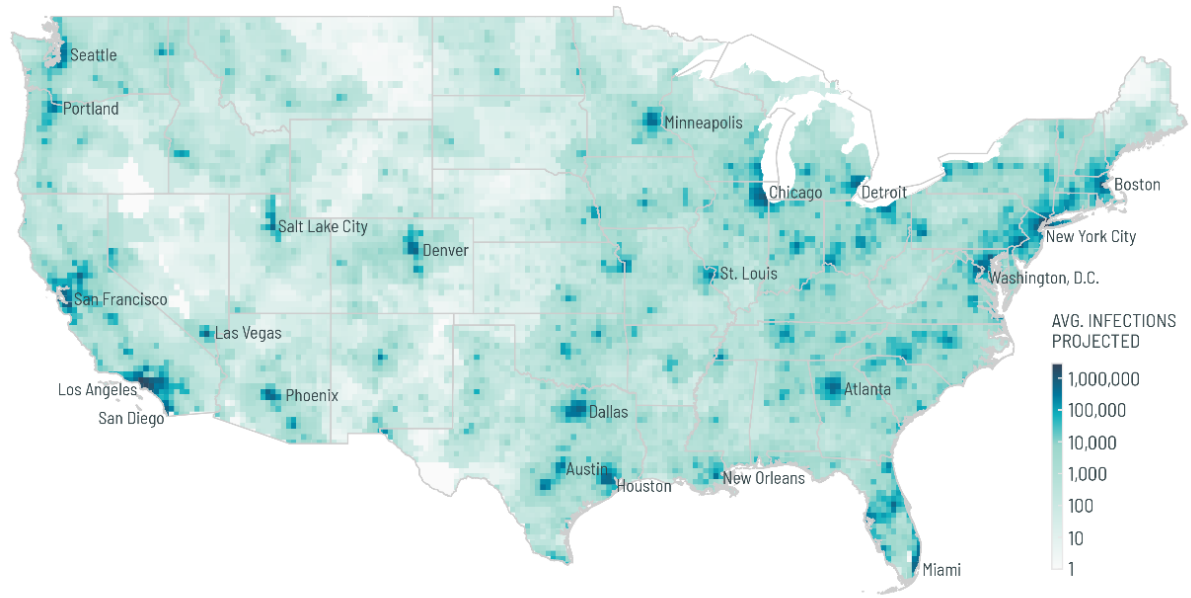 Seattle
Portland
Minneapolis
Boston
Chicago
Detroit
Salt Lake City
New York City
Denver
St. Louis
Washington, D.C.
San Francisco
AVG. INFECTIONS
PROJECTED
Las Vegas
1,000,000
Los Angeles
Phoenix
Atlanta
100,000
San Diego
Dallas
10,000
Austin
1,000
New Orleans
Houston
100
10
1
Miami